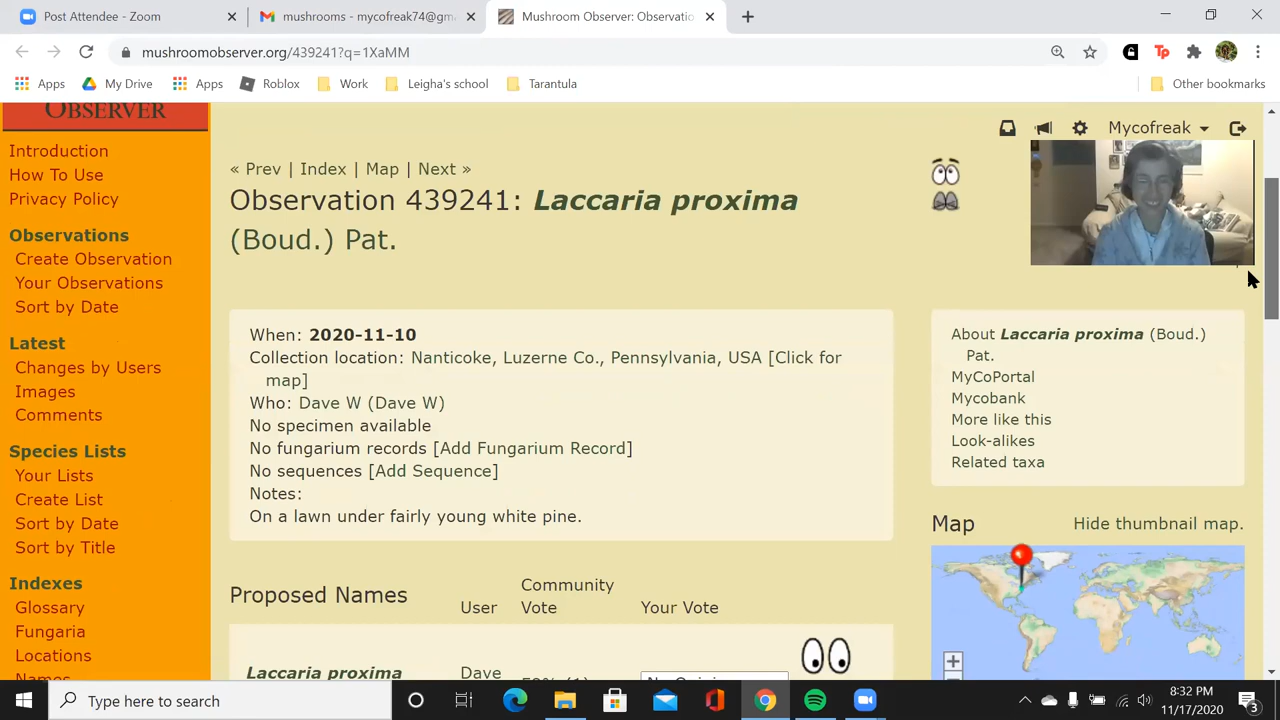 Post Attendee - Zoom
mushrooms - mycofreak74@gm
Mushroom Observer: Observatio
mushroomobserver.org/439241?q=1XaMM
Apps
My Drive
Apps
Roblox
Work
Leigha's school
Tarantula
Other bookmarks
OBSERVER
Introduction
How To Use
Privacy Policy
Observations
Create Observation
Your Observations
Sort by Date
Latest
Changes by Users
Images
Comments
Species Lists
Your Lists
Create List
Sort by Date
Sort by Title
Indexes
Glossary
Fungaria
Locations
Names
Mycofreak
« Prev | Index | Map | Next »
Observation 439241: Laccaria proxima
(Boud.) Pat.
When: 2020-11-10
Collection location: Nanticoke, Luzerne Co., Pennsylvania, USA [Click for
map]
Who: Dave W (Dave W)
No specimen available
No fungarium records [Add Fungarium Record]
No sequences [Add Sequence]
Notes:
On a lawn under fairly young white pine.
Proposed Names
User
Community
Vote
Your Vote
Laccaria proxima
Dave
About Laccaria proxima (Boud.)
Pat.
MyCoPortal
Mycobank
More like this
Look-alikes
Related taxa
Map
Hide thumbnail map.
Type here to search
8:32 PM
11/17/2020
3